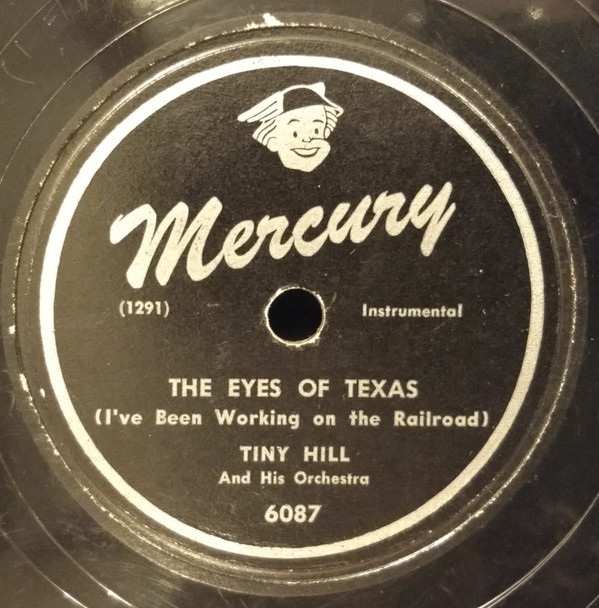 Mercury
(1291) Instrumental
THE EYES OF TEXAS
(I've Been Working on the Railroad)
TINY HILL
And His Orchestra
6087